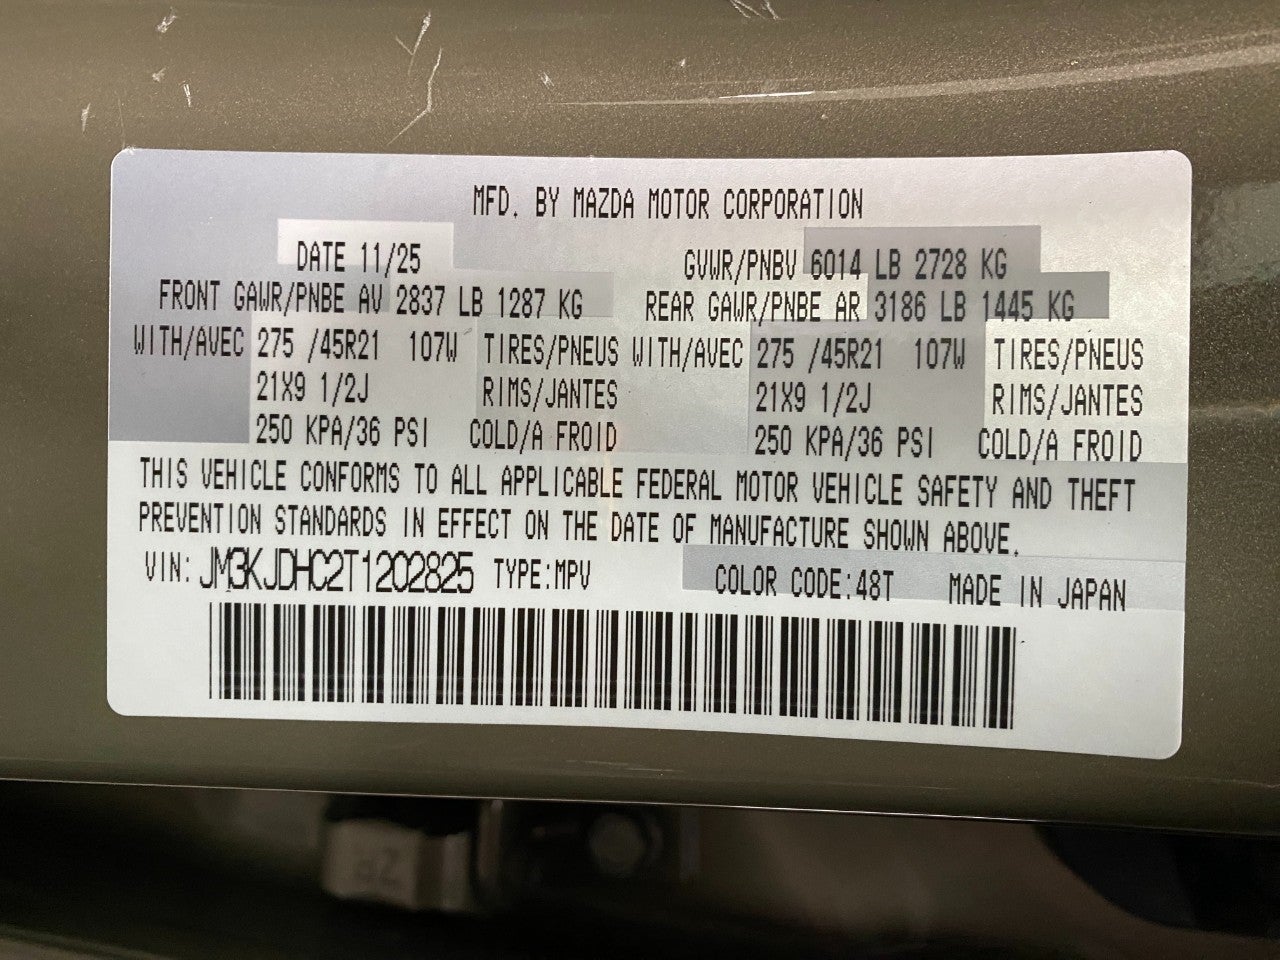 MFD. BY MAZDA MOTOR CORPORATION
DATE 11/25 GVWR/PNBV 6014 LB 2728 KG
FRONT GAWR/PNBE AV 2837 LB 1287 KG REAR GAWR/PNBE AR 3186 LB 1445 KG
WITH/AVEC 275 /45R21 107W TIRES/PNEUS WITH/AVEC 275 /45R21 107W TIRES/PNEUS
21X9 1/2J RIMS/JANTES 21X9 1/2J RIMS/JANTES
250 KPA/36 PSI COLD/A FROID 250 KPA/36 PSI COLD/A FROID
THIS VEHICLE CONFORMS TO ALL APPLICABLE FEDERAL MOTOR VEHICLE SAFETY AND THEFT
PREVENTION STANDARDS IN EFFECT ON THE DATE OF MANUFACTURE SHOWN ABOVE.
VIN: JM3KJDHC2T1202825 TYPE:MPV COLOR CODE:48T MADE IN JAPAN